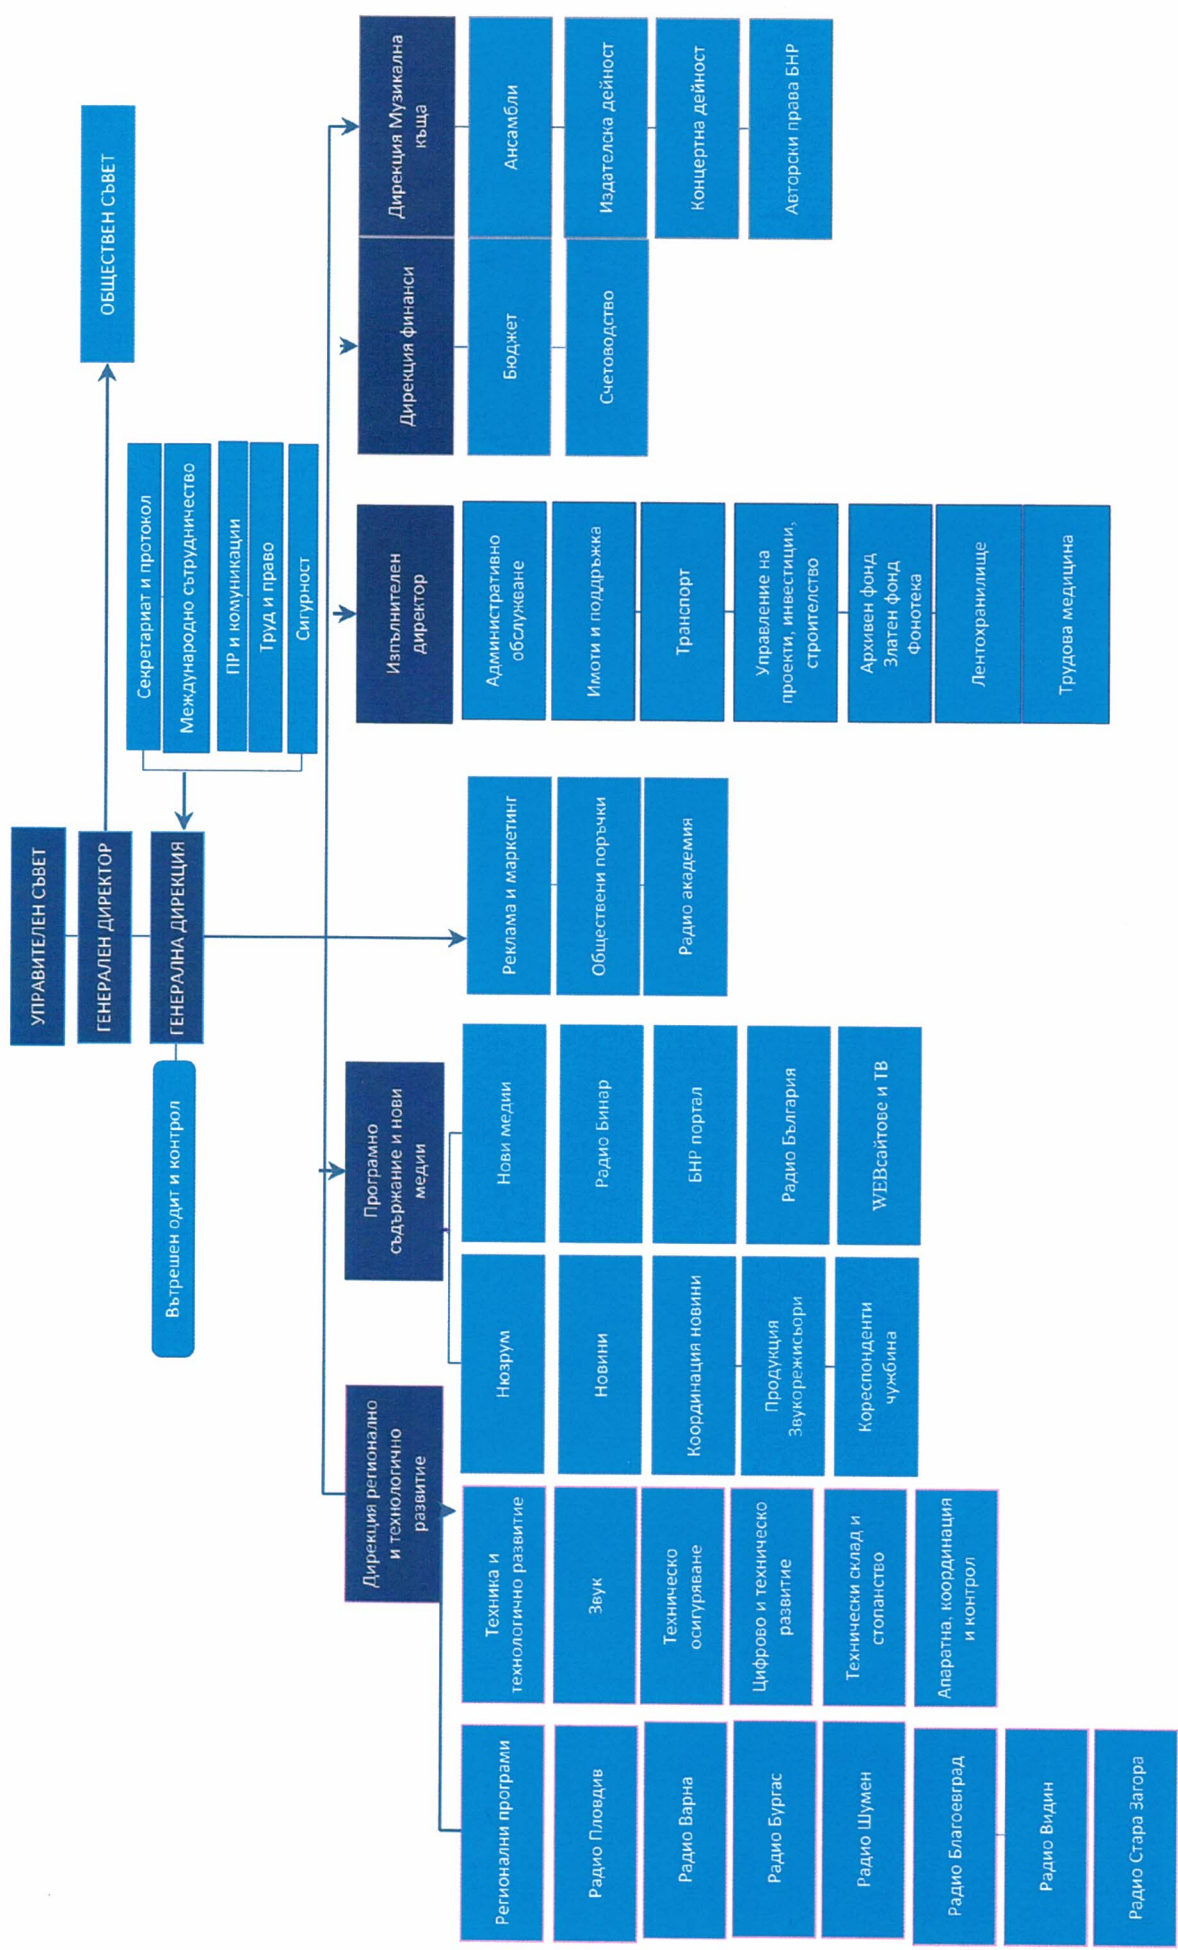 УПРАВИТЕЛЕН СЪВЕТ
ГЕНЕРАЛЕН ДИРЕКТОР
ОБЩЕСТВЕН СЪВЕТ
ГЕНЕРАЛНА ДИРЕКЦИЯ
Вътрешен одит и контрол
Секретариат и протокол
Международно сътрудничество
ПР и комуникации
Труд и право
Сигурност
Дирекция регионално
и технологично
развитие
Регионални програми
Радио Пловдив
Радио Варна
Радио Бургас
Радио Шумен
Радио Благоевград
Радио Видин
Радио Стара Загора
Техника и
технологично развитие
Звук
Техническо
осигуряване
Цифрово и техническо
развитие
Технически склад и
стопанство
Апаратна, координация
и контрол
Програмно
съдържание и нови
медии
Нюзрум
Новини
Координация новини
Продукция
Звукорежисьори
Кореспонденти
чужбина
Нови медии
Радио Бинар
БНР портал
Радио България
WEBсайтове и ТВ
Реклама и маркетинг
Обществени поръчки
Радио академия
Изпълнителен
директор
Административно
обслужване
Имоти и поддръжка
Транспорт
Управление на
проекти, инвестиции,
строителство
Архивен фонд
Златен фонд
Фонотека
Лентохранилище
Трудова медицина
Дирекция финанси
Бюджет
Счетоводство
Дирекция Музикална
къща
Ансамбли
Издателска дейност
Концертна дейност
Авторски права БНР